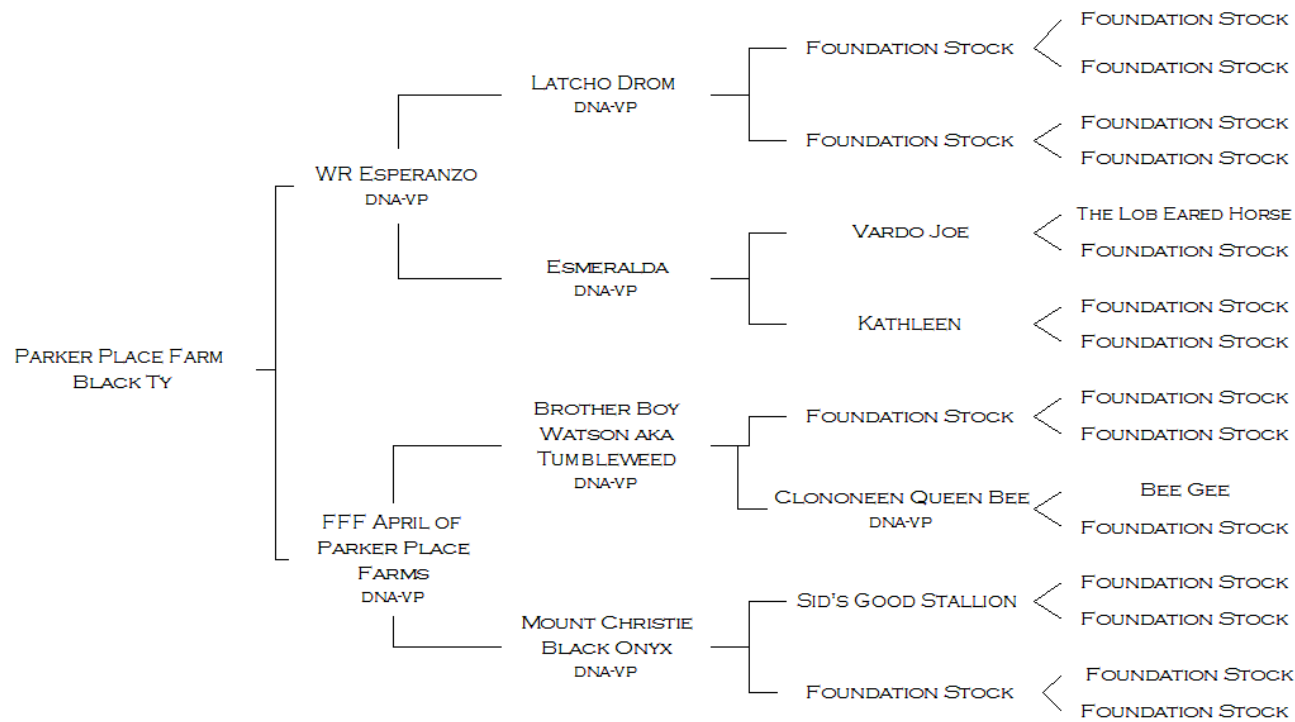 Parker Place Farm
Black Ty
WR Esperanzo
DNA-VP
FFF April of
Parker Place
Farms
DNA-VP
Latcho Drom
DNA-VP
Esmeralda
DNA-VP
Brother Boy
Watson aka
Tumbleweed
DNA-VP
Mount Christie
Black Onyx
DNA-VP
Foundation Stock
Foundation Stock
Vardo Joe
Kathleen
Foundation Stock
Clononeen Queen Bee
DNA-VP
Sid's Good Stallion
Foundation Stock
Foundation Stock
Foundation Stock
Foundation Stock
Foundation Stock
The Lob Eared Horse
Foundation Stock
Foundation Stock
Foundation Stock
Foundation Stock
Foundation Stock
Bee Gee
Foundation Stock
Foundation Stock
Foundation Stock
Foundation Stock
Foundation Stock